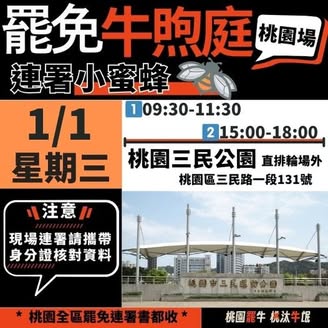 罷免牛煦庭
桃園場
連署小蜜蜂
1/1
星期三
1 09:30-11:30
2 15:00-18:00
桃園三民公園 直排輪場外
桃園區三民路一段131號
注意
現場連署請攜帶
身分證核對資料
* 桃園全區罷免連署書都收 *
桃園罷牛 桃汰牛馆